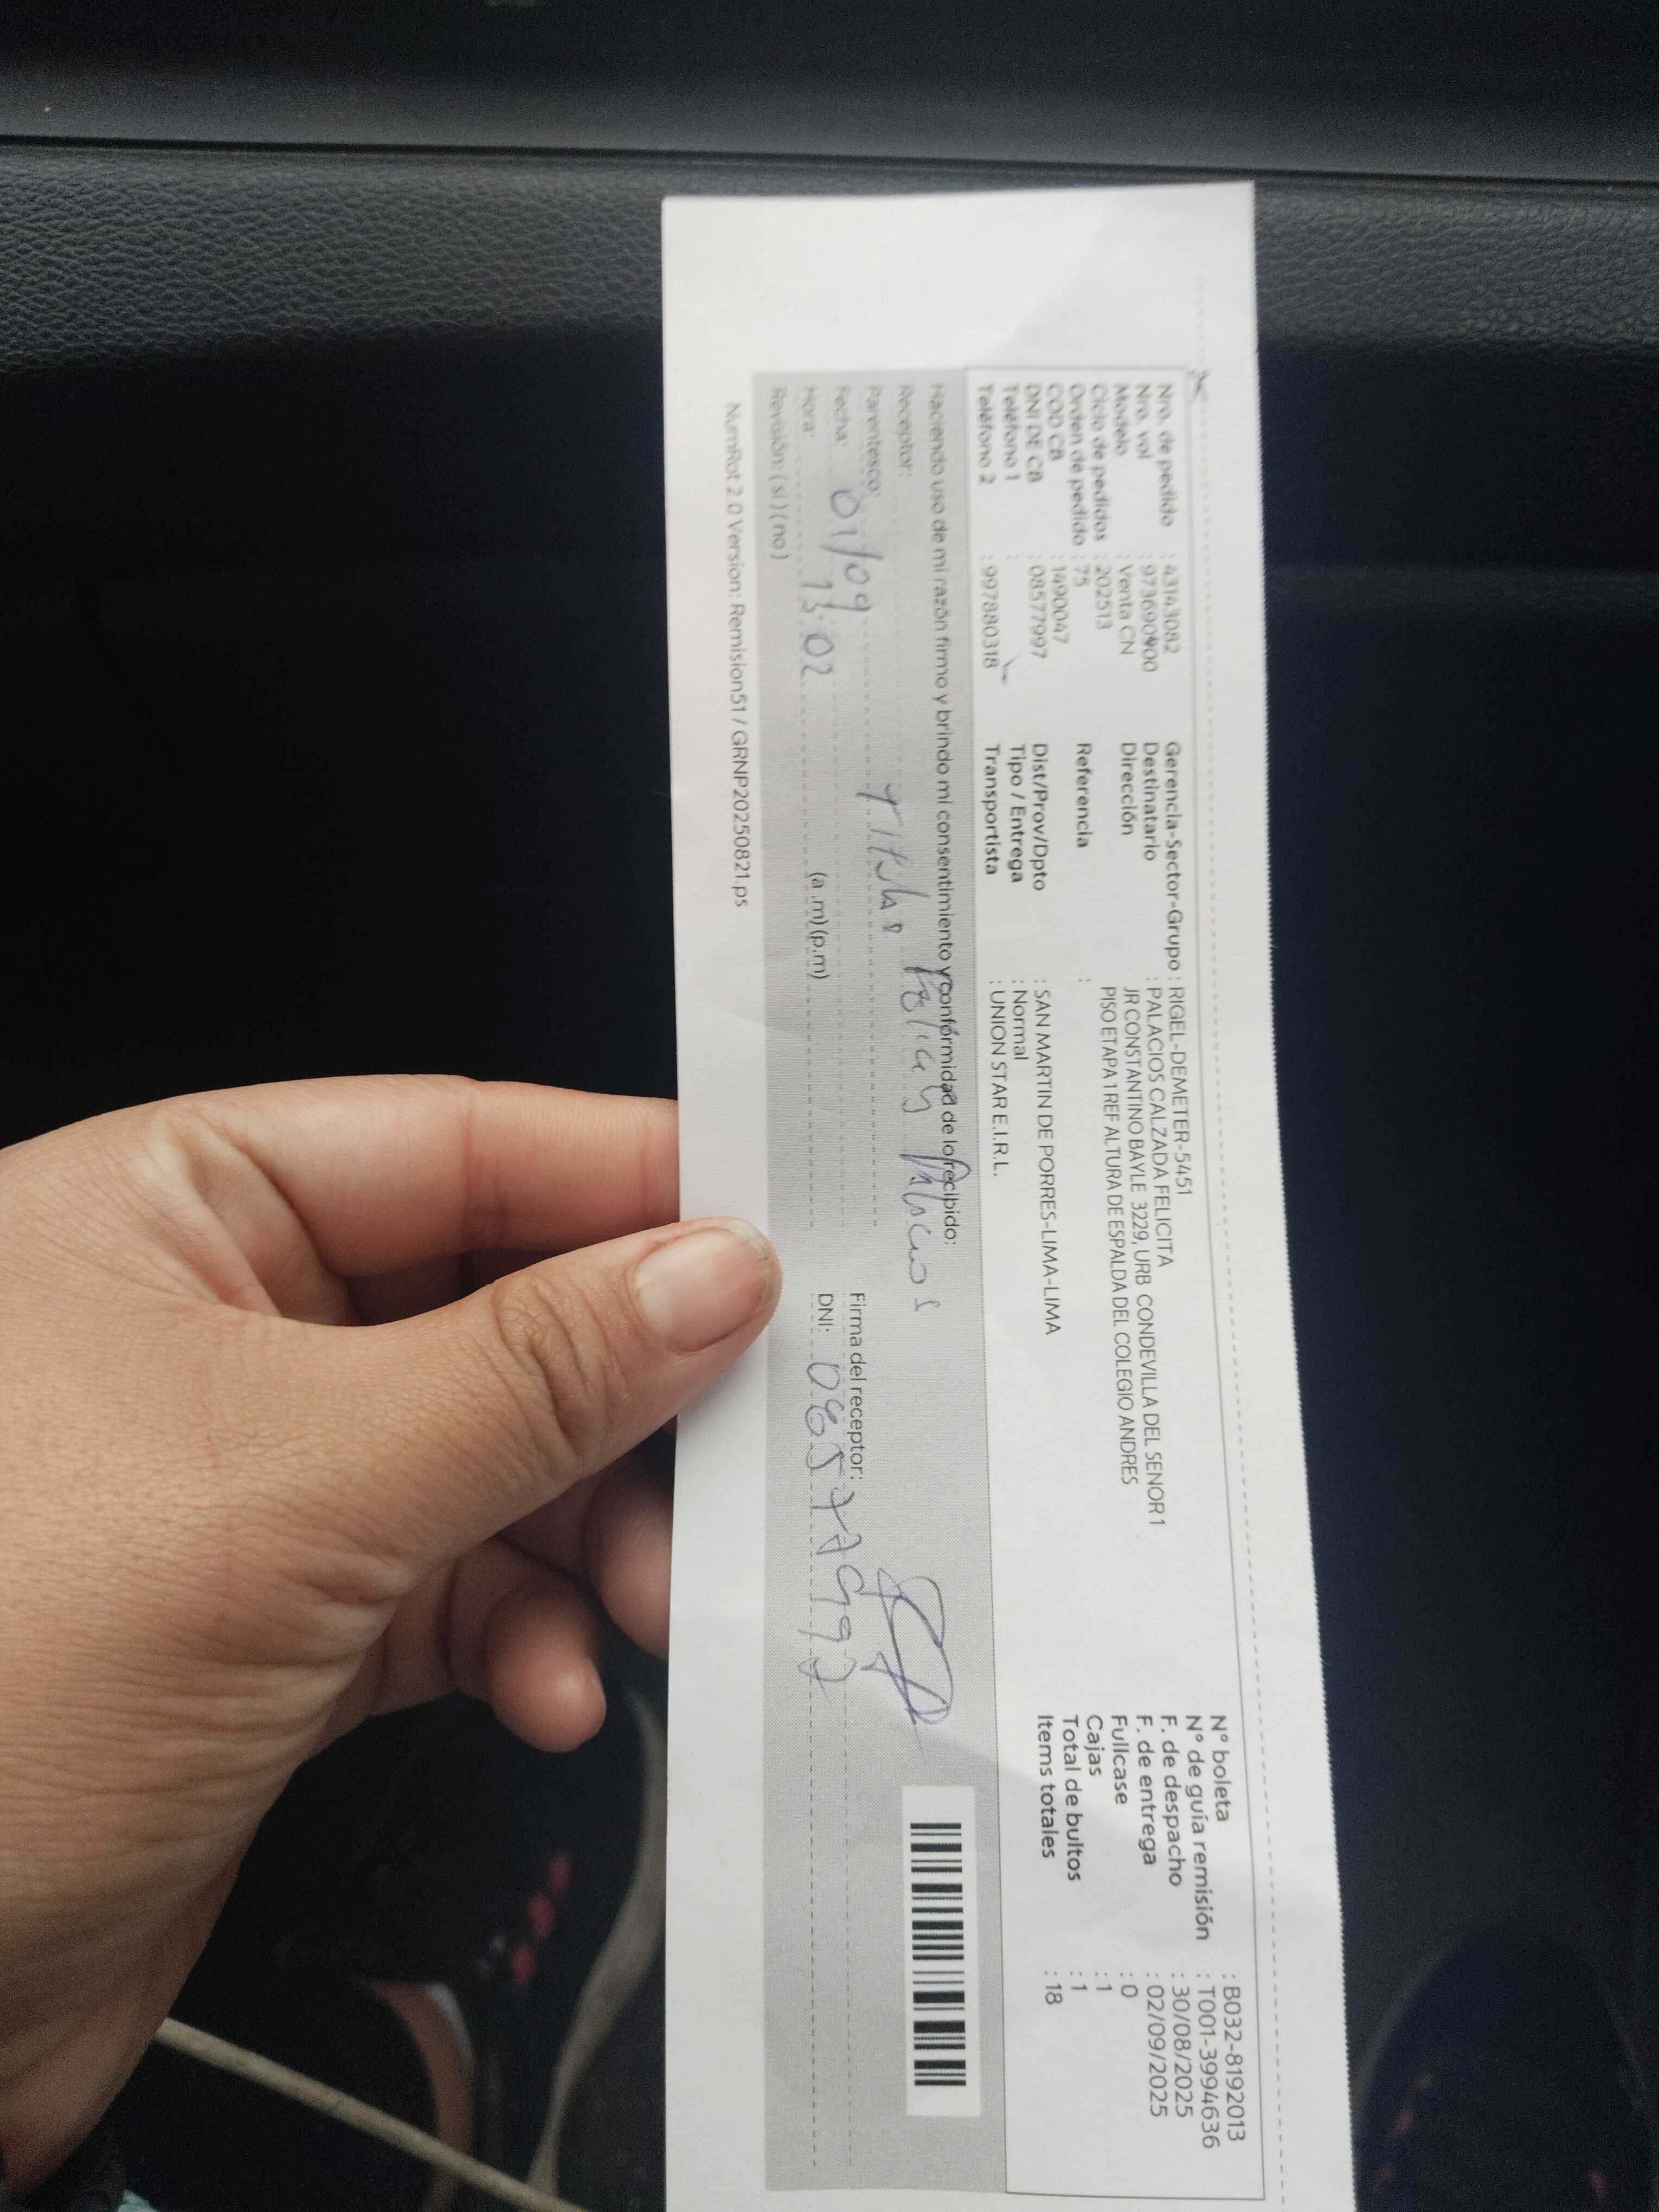 Nro. de pedido : 43143082
Nro. vol : 973690900
Modelo : Venta CN
Ciclo de pedidos : 202513
Orden de pedido : 75
COD CB : 1490047
DNI DE CB : 08577997
Teléfono 1 :
Teléfono 2 : 997880318
Gerencia-Sector-Grupo : RIGEL-DEMETER-5451
Destinatario : PALACIOS CALZADA FELICITA
Dirección JR CONSTANTINO BAYLE 3229, URB CONDEVILLA DEL SENOR 1
PISO ETAPA 1 REF ALTURA DE ESPALDA DEL COLEGIO ANDRES
Referencia :
Dist/Prov/Dpto : SAN MARTIN DE PORRES-LIMA-LIMA
Tipo / Entrega : Normal
Transportista : UNION STAR E.I.R.L.
N° boleta : B032-8192013
N° de guía remisión : T001-3994636
F. de despacho : 30/08/2025
F. de entrega : 02/09/2025
Fullcase : 0
Cajas : 1
Total de bultos : 1
Items totales : 18
Haciendo uso de mi razón firmo y brindo mi consentimiento y conformidad de lo recibido:
Receptor: Palacios
Parentesco: Titular
Fecha: 01/09
Hora: 13:02 (a.m) (p.m)
Revisión: (si) (no)
Firma del receptor:
DNI: 08577997
NumRot 2.0 Version: Remision51 / GRNP20250821.ps